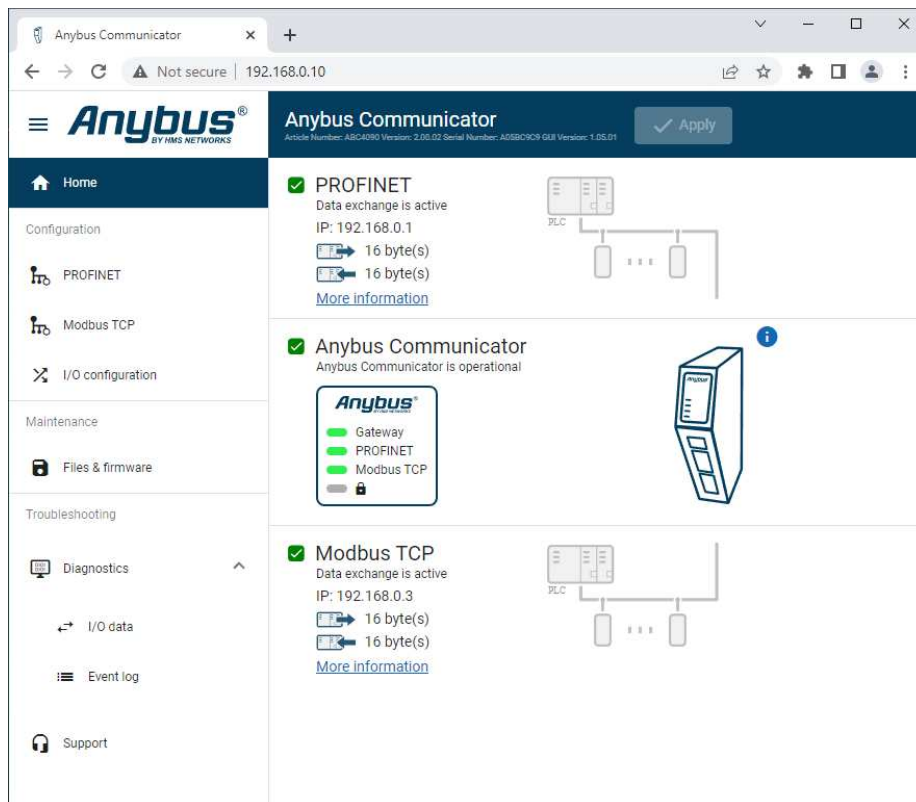 Anybus Communicator
Not secure | 192.168.0.10
Anybus®
BY HMS NETWORKS
Anybus Communicator
Article Number: ABC4090 Version: 2.00.02 Serial Number: A05BC9C9 GUI Version: 1.05.01
Apply
Home
Configuration
PROFINET
Modbus TCP
I/O configuration
Maintenance
Files & firmware
Troubleshooting
Diagnostics
I/O data
Event log
Support
PROFINET
Data exchange is active
IP: 192.168.0.1
16 byte(s)
16 byte(s)
More information
PLC
Anybus Communicator
Anybus Communicator is operational
Anybus®
BY HMS NETWORKS
Gateway
PROFINET
Modbus TCP
Anybus
Modbus TCP
Data exchange is active
IP: 192.168.0.3
16 byte(s)
16 byte(s)
More information
PLC